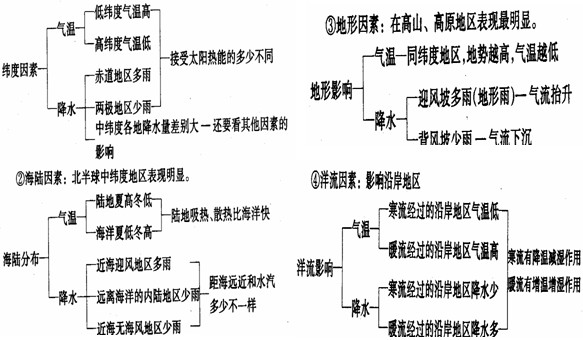 低纬度气温高
气温
高纬度气温低
纬度因素
接受太阳热能的多少不同
赤道地区多雨
降水
两极地区少雨
中纬度各地降水量差别大一还要看其他因素的
影响
②海陆因素：北半球中纬度地区表现明显。
陆地夏高冬低
气温
陆地吸热、散热比海洋快
海洋夏低冬高
海陆分布
近海迎风地区多雨
降水
远离海洋的内陆地区少雨
距海远近和水汽
多少不一样
近海无海风地区少雨
③地形因素：在高山、高原地区表现最明显。
气温一同纬度地区,地势越高,气温越低
地形影响
迎风坡多雨(地形雨)一气流抬升
降水
背风坡少雨一气流下沉
④洋流因素：影响沿岸地区
寒流经过的沿岸地区气温低
气温
暖流经过的沿岸地区气温高
洋流影响
寒流有降温减湿作用
暖流有增温增湿作用
寒流经过的沿岸地区降水少
降水
暖流经过的沿岸地区降水多